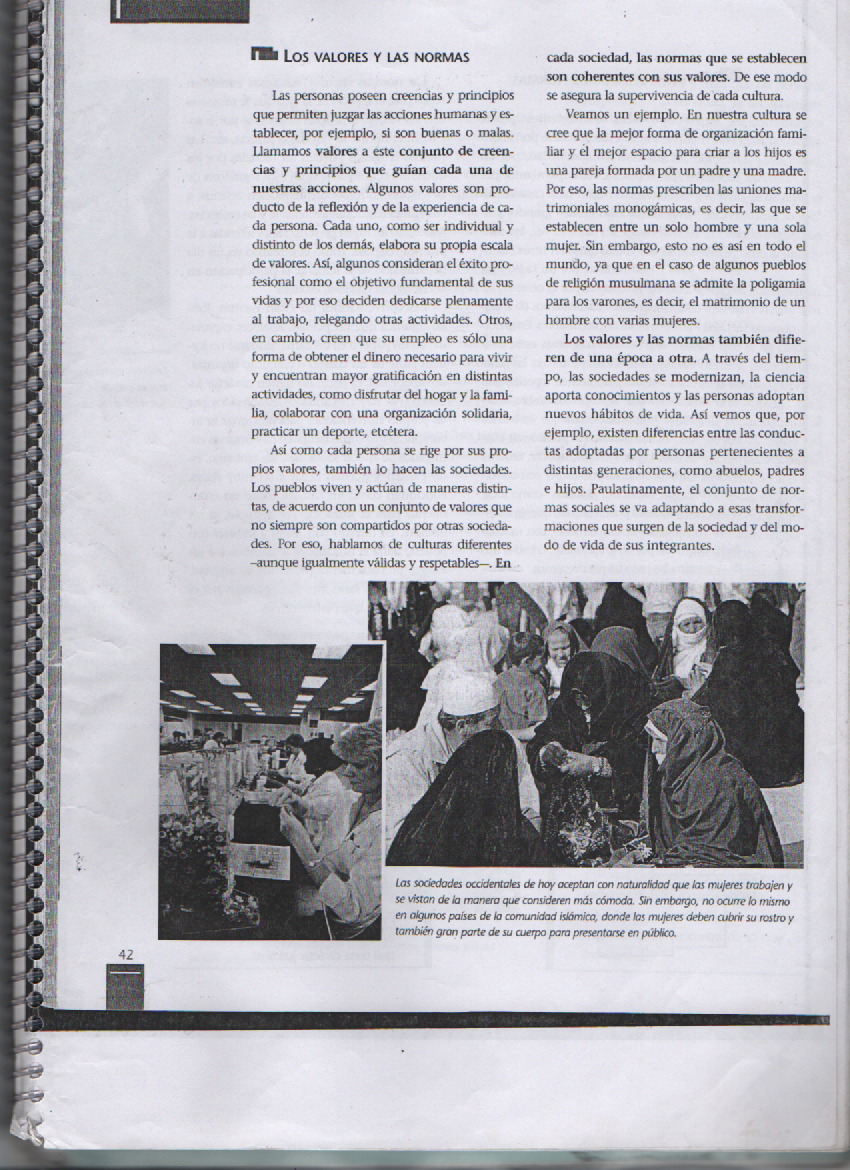 LOS VALORES Y LAS NORMAS
Las personas poseen creencias y principios
que permiten juzgar las acciones humanas y es-
tablecer, por ejemplo, si son buenas o malas.
Llamamos valores a este conjunto de creen-
cias y principios que guían cada una de
nuestras acciones. Algunos valores son pro-
ducto de la reflexión y de la experiencia de ca-
da persona. Cada uno, como ser individual y
distinto de los demás, elabora su propia escala
de valores. Así, algunos consideran el éxito pro-
fesional como el objetivo fundamental de sus
vidas y por eso deciden dedicarse plenamente
al trabajo, relegando otras actividades. Otros,
en cambio, creen que su empleo es sólo una
forma de obtener el dinero necesario para vivir
y encuentran mayor gratificación en distintas
actividades, como disfrutar del hogar y la fami-
lia, colaborar con una organización solidaria,
practicar un deporte, etcétera.
Así como cada persona se rige por sus pro-
pios valores, también lo hacen las sociedades.
Los pueblos viven y actúan de maneras distin-
tas, de acuerdo con un conjunto de valores que
no siempre son compartidos por otras socieda-
des. Por eso, hablamos de culturas diferentes
–aunque igualmente válidas y respetables–. En
cada sociedad, las normas que se establecen
son coherentes con sus valores. De ese modo
se asegura la supervivencia de cada cultura.
Veamos un ejemplo. En nuestra cultura se
cree que la mejor forma de organización fami-
liar y el mejor espacio para criar a los hijos es
una pareja formada por un padre y una madre.
Por eso, las normas prescriben las uniones ma-
trimoniales monogámicas, es decir, las que se
establecen entre un solo hombre y una sola
mujer. Sin embargo, esto no es así en todo el
mundo, ya que en el caso de algunos pueblos
de religión musulmana se admite la poligamia
para los varones, es decir, el matrimonio de un
hombre con varias mujeres.
Los valores y las normas también difie-
ren de una época a otra. A través del tiem-
po, las sociedades se modernizan, la ciencia
aporta conocimientos y las personas adoptan
nuevos hábitos de vida. Así vemos que, por
ejemplo, existen diferencias entre las conduc-
tas adoptadas por personas pertenecientes a
distintas generaciones, como abuelos, padres
e hijos. Paulatinamente, el conjunto de nor-
mas sociales se va adaptando a esas transfor-
maciones que surgen de la sociedad y del mo-
do de vida de sus integrantes.
Las sociedades occidentales de hoy aceptan con naturalidad que las mujeres trabajen y
se vistan de la manera que consideren más cómoda. Sin embargo, no ocurre lo mismo
en algunos países de la comunidad islámica, donde las mujeres deben cubrir su rostro y
también gran parte de su cuerpo para presentarse en público.
42